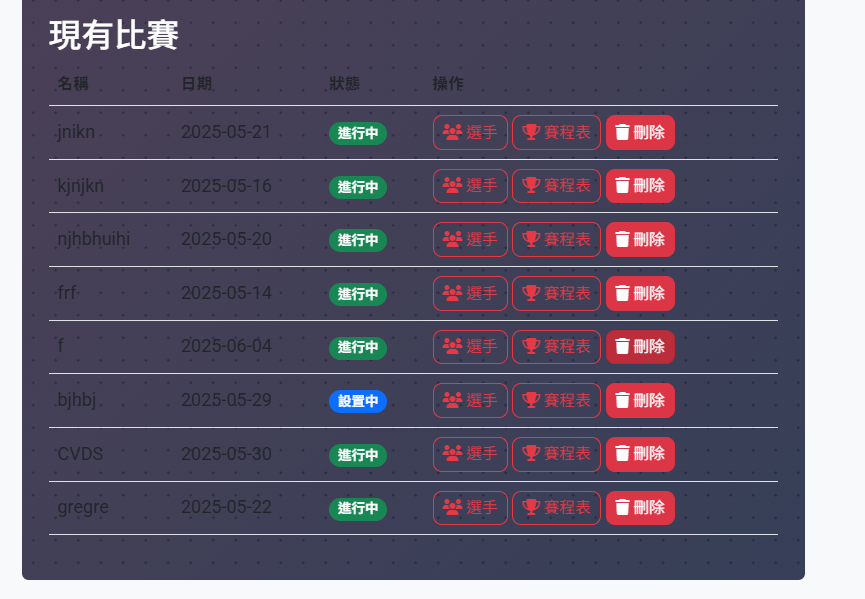 現有比賽
名稱 日期 狀態 操作
jnikn 2025-05-21 進行中 選手 賽程表 刪除
kjnjkn 2025-05-16 進行中 選手 賽程表 刪除
njhbhuihi 2025-05-20 進行中 選手 賽程表 刪除
frf 2025-05-14 進行中 選手 賽程表 刪除
f 2025-06-04 進行中 選手 賽程表 刪除
bjhbj 2025-05-29 設置中 選手 賽程表 刪除
CVDS 2025-05-30 進行中 選手 賽程表 刪除
gregre 2025-05-22 進行中 選手 賽程表 刪除